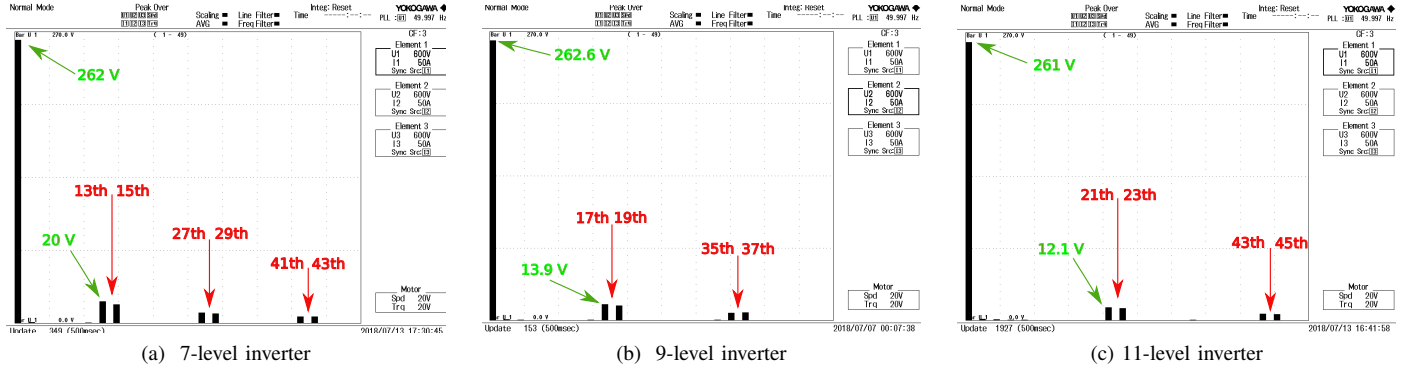 Normal Mode
Peak Over
Scaling ■ Line Filter■
AVG ■ Freq Filter■
Integ: Reset
Time -----:--:--
YOKOGAWA ◆
PLL :U1 49.997 Hz
CF:3
Bar U 1 270.0 V ( 1 - 49)
262 V
13th 15th
20 V
27th 29th
41th 43th
0.0 V
Element 1
U1 600V
I1 50A
Sync Src:I1
Element 2
U2 600V
I2 50A
Sync Src:I2
Element 3
U3 600V
I3 50A
Sync Src:I3
Motor
Spd 20V
Trq 20V
Update 349 (500msec)
2018/07/13 17:30:45
(a) 7-level inverter
Normal Mode
Peak Over
Scaling ■ Line Filter■
AVG ■ Freq Filter■
Integ: Reset
Time -----:--:--
YOKOGAWA ◆
PLL :U1 49.997 Hz
CF:3
Bar U 1 270.0 V ( 1 - 49)
262.6 V
17th 19th
13.9 V
35th 37th
0.0 V
Element 1
U1 600V
I1 50A
Sync Src:I1
Element 2
U2 600V
I2 50A
Sync Src:I2
Element 3
U3 600V
I3 50A
Sync Src:I3
Motor
Spd 20V
Trq 20V
Update 153 (500msec)
2018/07/07 00:07:38
(b) 9-level inverter
Normal Mode
Peak Over
Scaling ■ Line Filter■
AVG ■ Freq Filter■
Integ: Reset
Time -----:--:--
YOKOGAWA ◆
PLL :U1 49.997 Hz
CF:3
Bar U 1 270.0 V ( 1 - 49)
261 V
21th 23th
12.1 V
43th 45th
0.0 V
Element 1
U1 600V
I1 50A
Sync Src:I1
Element 2
U2 600V
I2 50A
Sync Src:I2
Element 3
U3 600V
I3 50A
Sync Src:I3
Motor
Spd 20V
Trq 20V
Update 1927 (500msec)
2018/07/13 16:41:58
(c) 11-level inverter